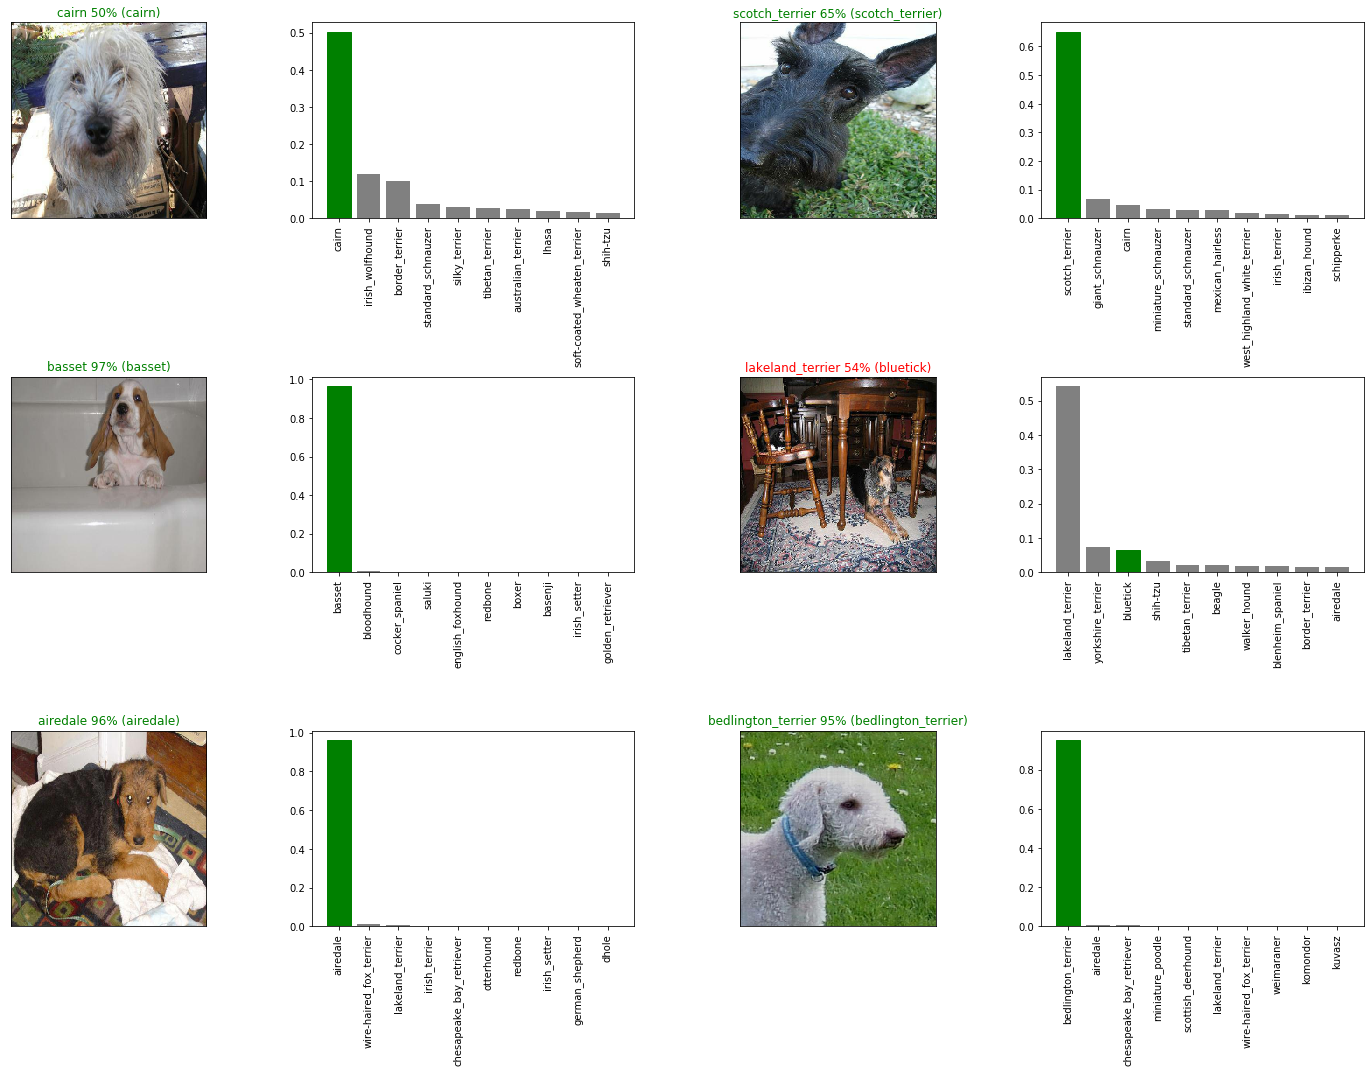 cairn 50% (cairn)
0.5
0.4
0.3
0.2
0.1
0.0
cairn
irish_wolfhound
border_terrier
standard_schnauzer
silky_terrier
tibetan_terrier
australian_terrier
lhasa
soft-coated_wheaten_terrier
shih-tzu
scotch_terrier 65% (scotch_terrier)
0.6
0.5
0.4
0.3
0.2
0.1
0.0
scotch_terrier
giant_schnauzer
cairn
miniature_schnauzer
standard_schnauzer
mexican_hairless
west_highland_white_terrier
irish_terrier
ibizan_hound
schipperke
basset 97% (basset)
1.0
0.8
0.6
0.4
0.2
0.0
basset
bloodhound
cocker_spaniel
saluki
english_foxhound
redbone
boxer
basenji
irish_setter
golden_retriever
lakeland_terrier 54% (bluetick)
0.5
0.4
0.3
0.2
0.1
0.0
lakeland_terrier
yorkshire_terrier
bluetick
shih-tzu
tibetan_terrier
beagle
walker_hound
blenheim_spaniel
border_terrier
airedale
airedale 96% (airedale)
1.0
0.8
0.6
0.4
0.2
0.0
airedale
wire-haired_fox_terrier
lakeland_terrier
irish_terrier
chesapeake_bay_retriever
otterhound
redbone
irish_setter
german_shepherd
dhole
bedlington_terrier 95% (bedlington_terrier)
0.8
0.6
0.4
0.2
0.0
bedlington_terrier
airedale
chesapeake_bay_retriever
miniature_poodle
scottish_deerhound
lakeland_terrier
wire-haired_fox_terrier
weimaraner
komondor
kuvasz